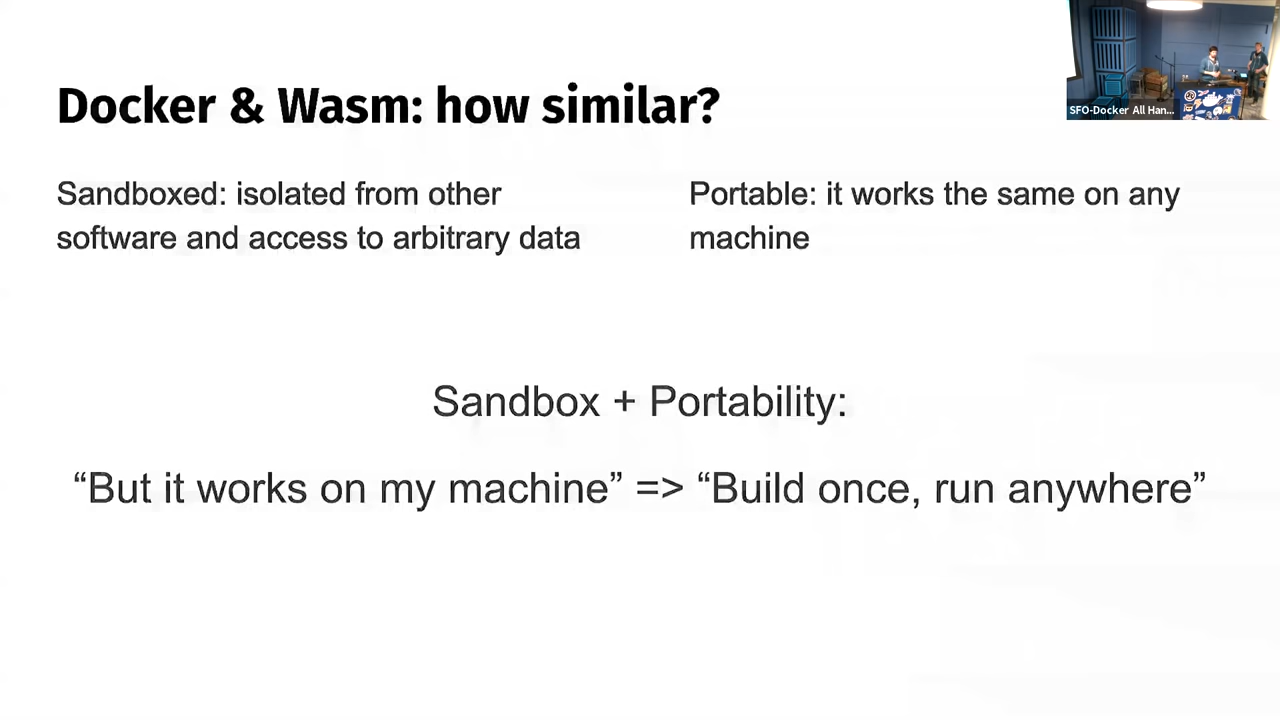 Docker & Wasm: how similar?
SFO-Docker All Han...
Sandboxed: isolated from other
software and access to arbitrary data
Portable: it works the same on any
machine
Sandbox + Portability:
“But it works on my machine” => “Build once, run anywhere”